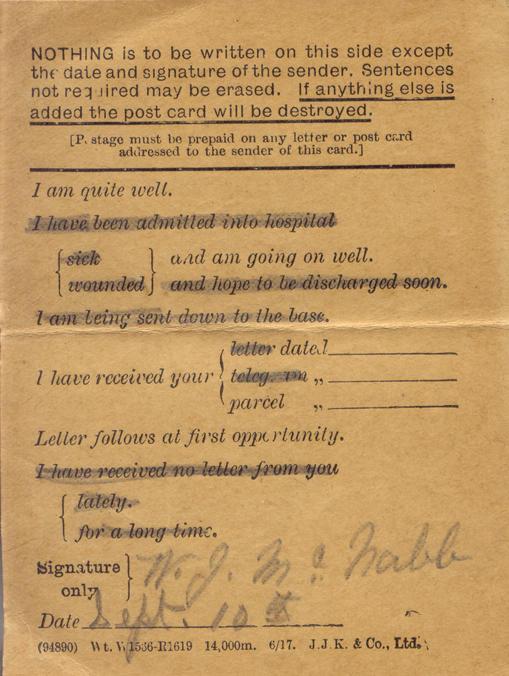 NOTHING is to be written on this side except
the date and signature of the sender. Sentences
not required may be erased. If anything else is
added the post card will be destroyed.
[Postage must be prepaid on any letter or post card
addressed to the sender of this card.]
I am quite well.
I have been admitted into hospital
sick and am going on well.
wounded and hope to be discharged soon.
I am being sent down to the base.
letter dated
I have received your telegram „
parcel „
Letter follows at first opportunity.
I have received no letter from you
lately.
for a long time.
Signature only W. J. Mc Nabb
Date Sept. 10th
(94890) Wt. W1566-R1619 14,000m. 6/17. J.J.K. & Co., Ltd.